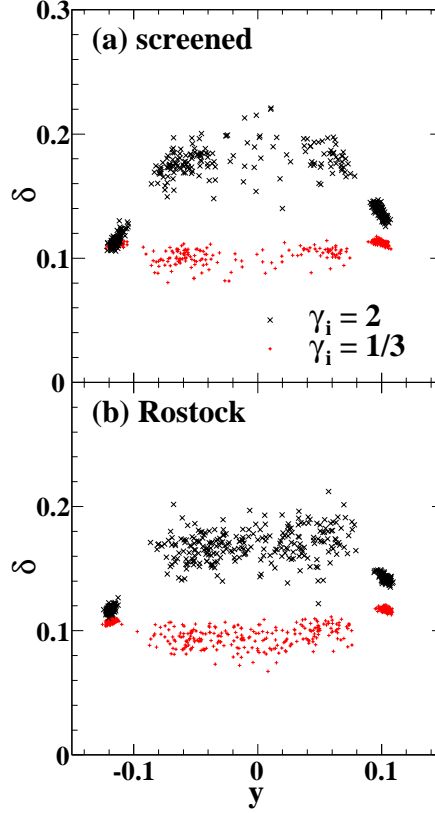 0.3
(a) screened
0.2
δ
0.1
γi = 2
γi = 1/3
0
(b) Rostock
0.2
δ
0.1
0
-0.1
0
0.1
y